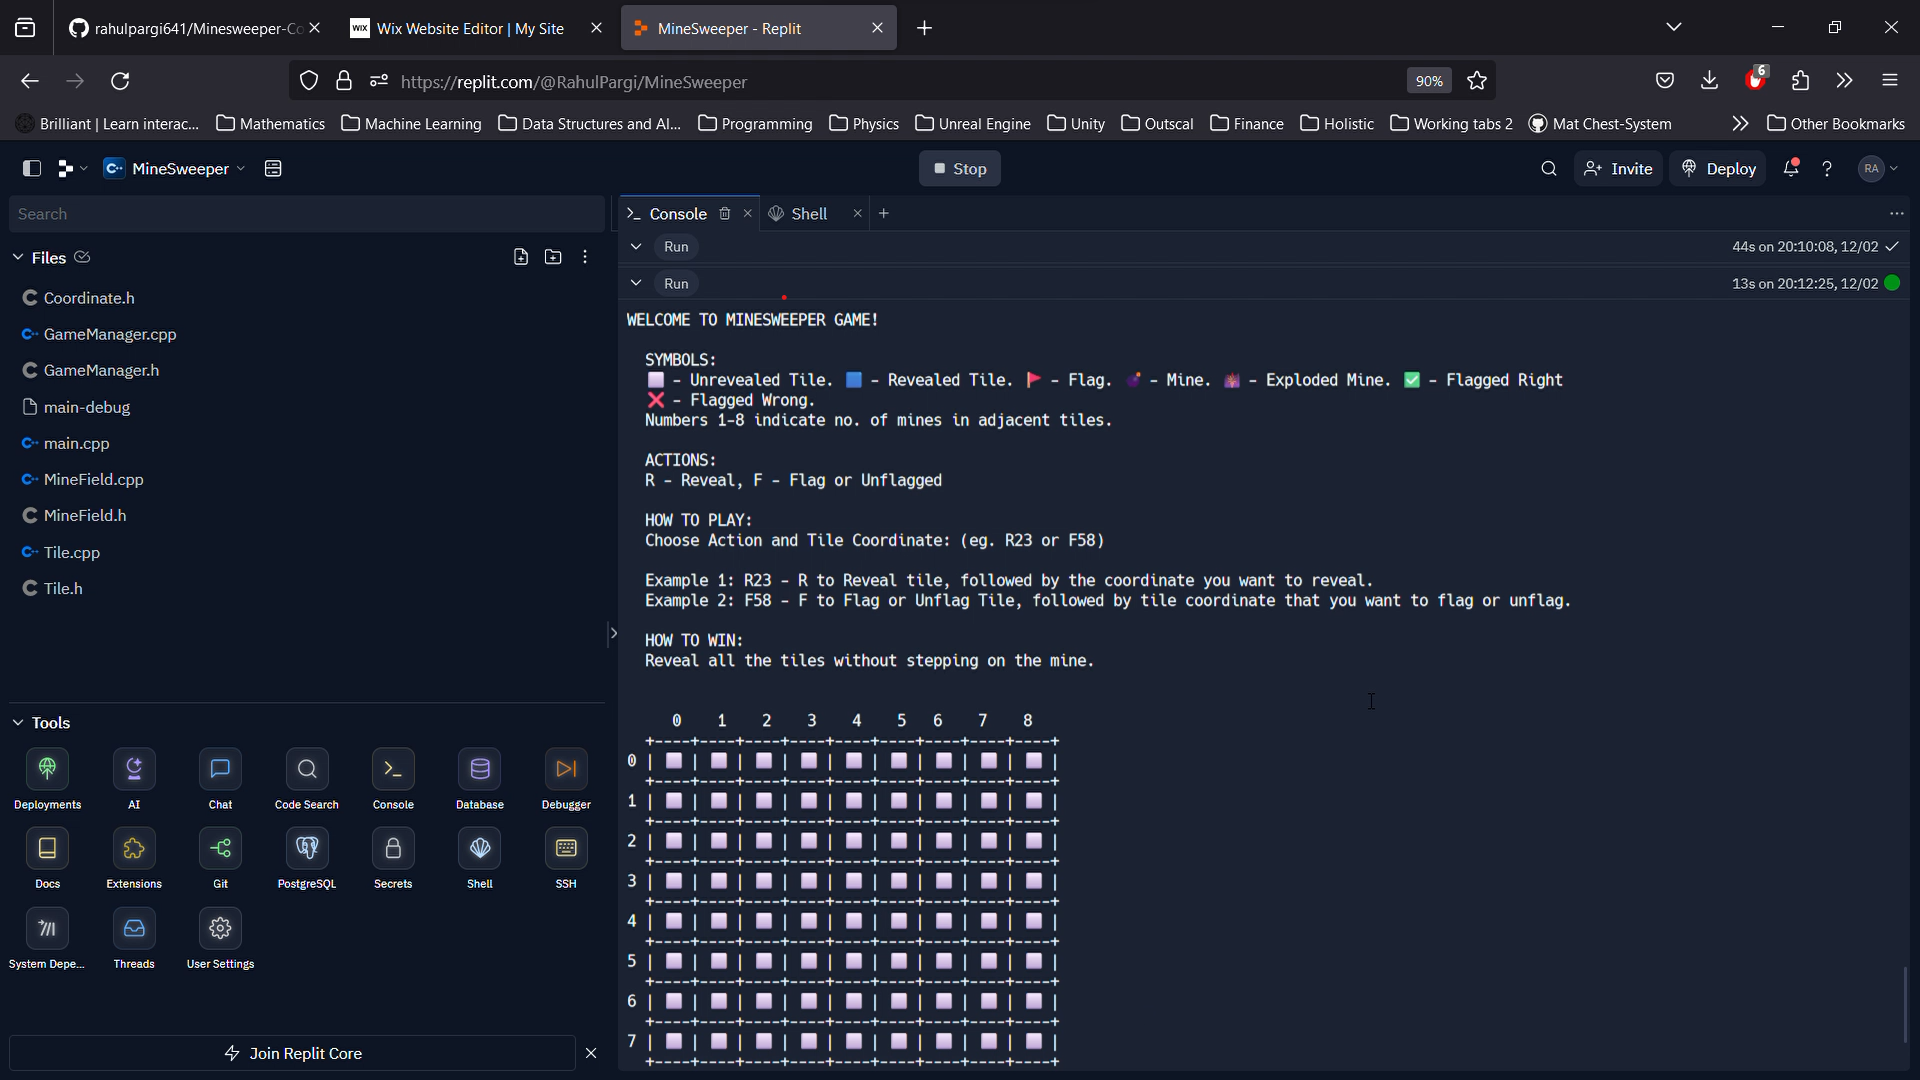 rahulpargi641/Minesweeper-Co
WIX Wix Website Editor | My Site
MineSweeper - Replit
https://replit.com/@RahulPargi/MineSweeper
90%
6
Brilliant | Learn interac...
Mathematics
Machine Learning
Data Structures and Al...
Programming
Physics
Unreal Engine
Unity
Outscal
Finance
Holistic
Working tabs 2
Mat Chest-System
Other Bookmarks
C++ MineSweeper
Stop
Invite
Deploy
?
RA
Search
Console
Shell
Files
Run
44s on 20:10:08, 12/02
Run
13s on 20:12:25, 12/02
Coordinate.h
GameManager.cpp
GameManager.h
main-debug
main.cpp
MineField.cpp
MineField.h
Tile.cpp
Tile.h
WELCOME TO MINESWEEPER GAME!
SYMBOLS:
⬜ - Unrevealed Tile. 🟦 - Revealed Tile. 🚩 - Flag. 💣 - Mine. 🎆 - Exploded Mine. ✅ - Flagged Right
❌ - Flagged Wrong.
Numbers 1-8 indicate no. of mines in adjacent tiles.
ACTIONS:
R - Reveal, F - Flag or Unflagged
HOW TO PLAY:
Choose Action and Tile Coordinate: (eg. R23 or F58)
Example 1: R23 - R to Reveal tile, followed by the coordinate you want to reveal.
Example 2: F58 - F to Flag or Unflag Tile, followed by tile coordinate that you want to flag or unflag.
HOW TO WIN:
Reveal all the tiles without stepping on the mine.
0 1 2 3 4 5 6 7 8
0
1
2
3
4
5
6
7
Tools
Deployments
AI
Chat
Code Search
Console
Database
Debugger
Docs
Extensions
Git
PostgreSQL
Secrets
Shell
SSH
System Depe...
Threads
User Settings
Join Replit Core